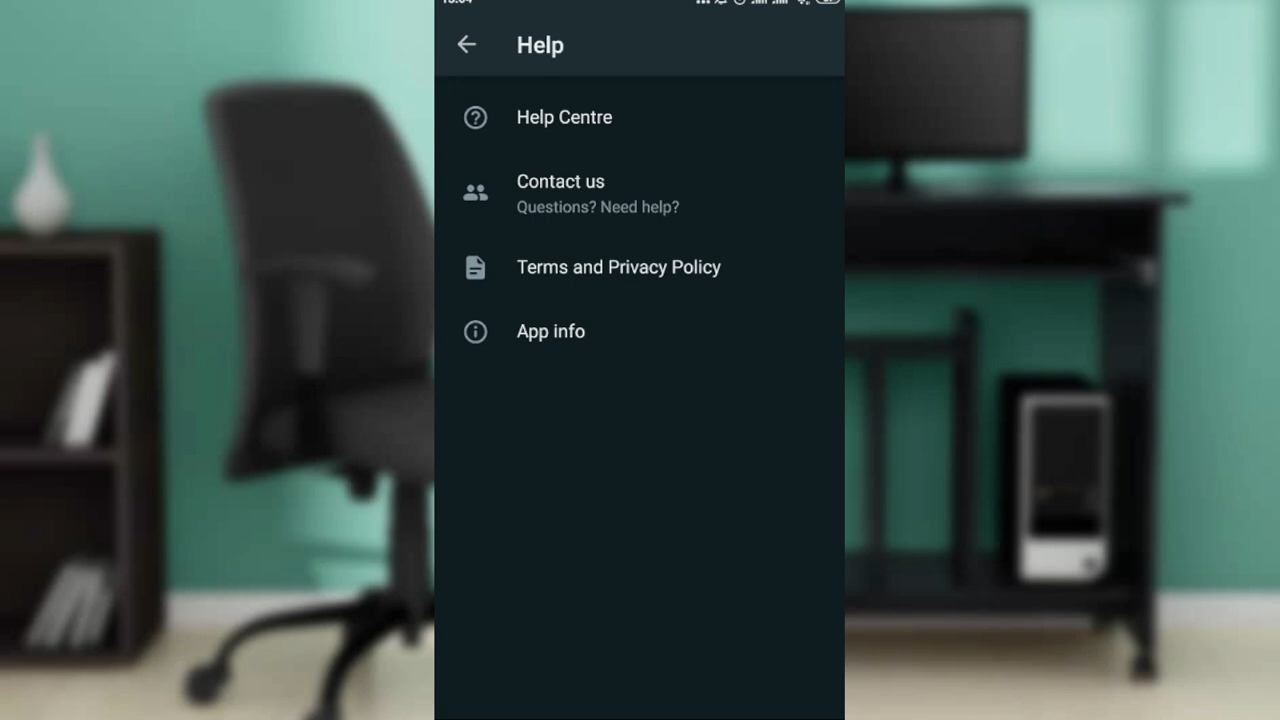 Help
Help Centre
Contact us
Questions? Need help?
Terms and Privacy Policy
App info